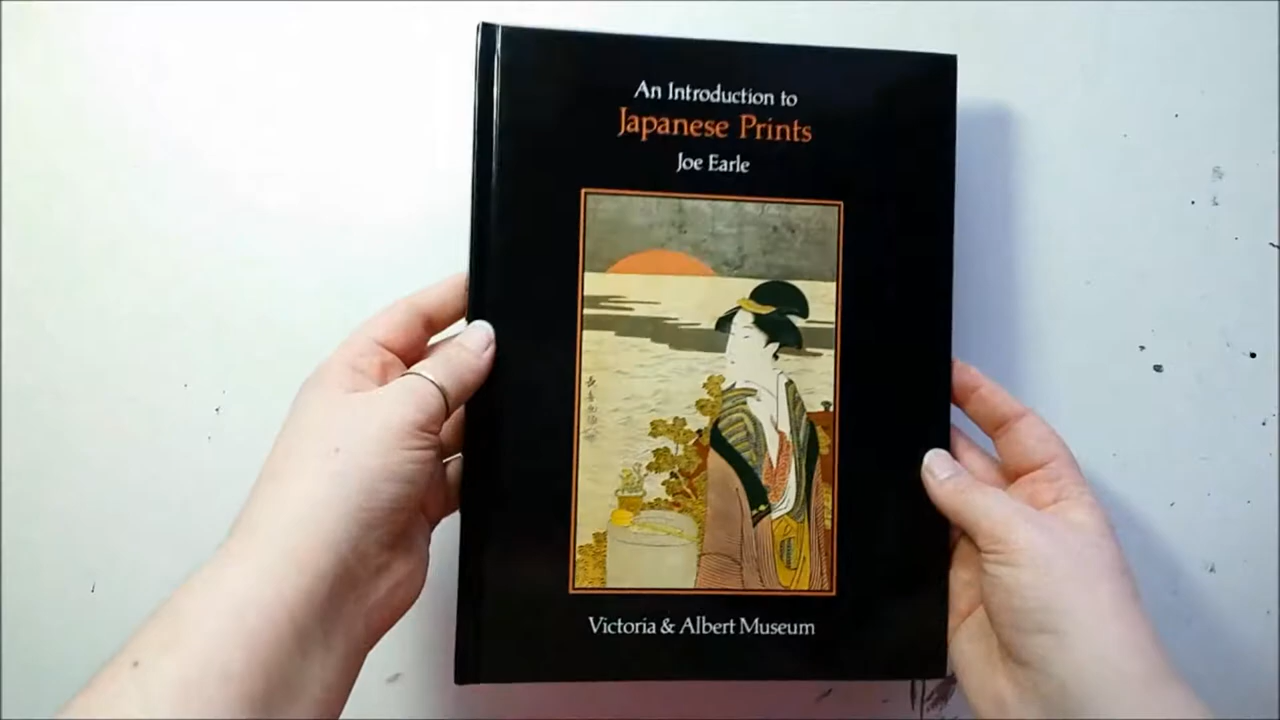 An Introduction to
Japanese Prints
Joe Earle
Victoria & Albert Museum